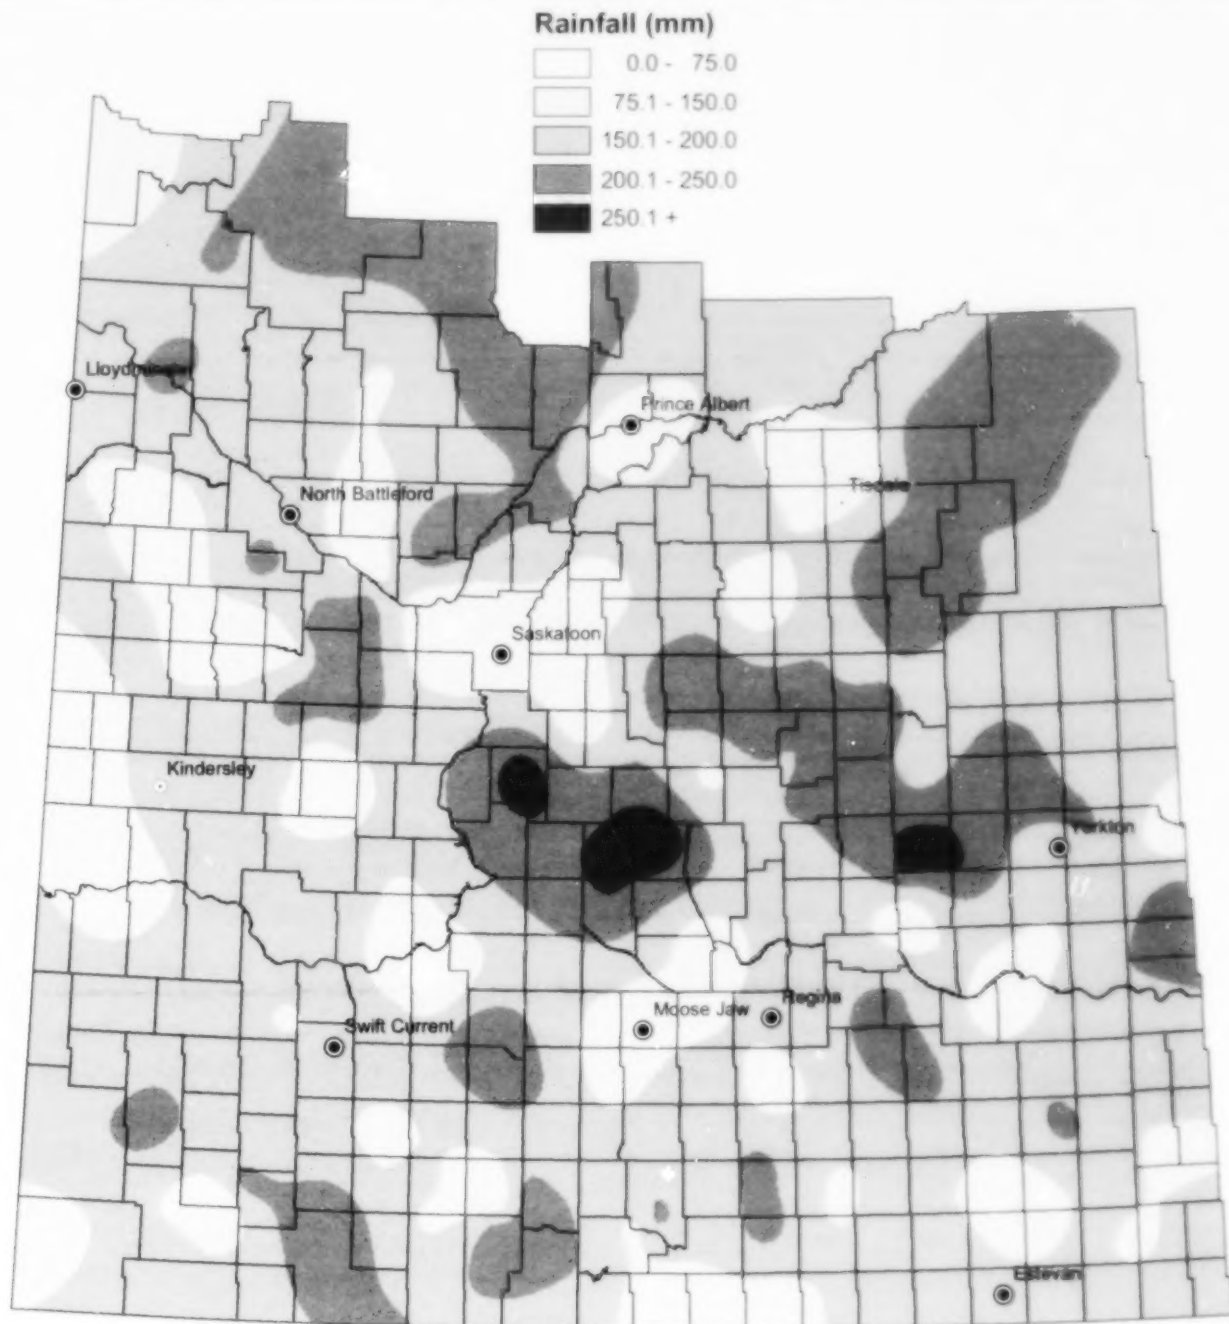 Rainfall (mm)
0.0 - 75.0
75.1 - 150.0
150.1 - 200.0
200.1 - 250.0
250.1 +
Prince Albert
Tisdale
North Battleford
Saskatoon
Kindersley
Yorkton
Moose Jaw
Regina
Swift Current
Estevan